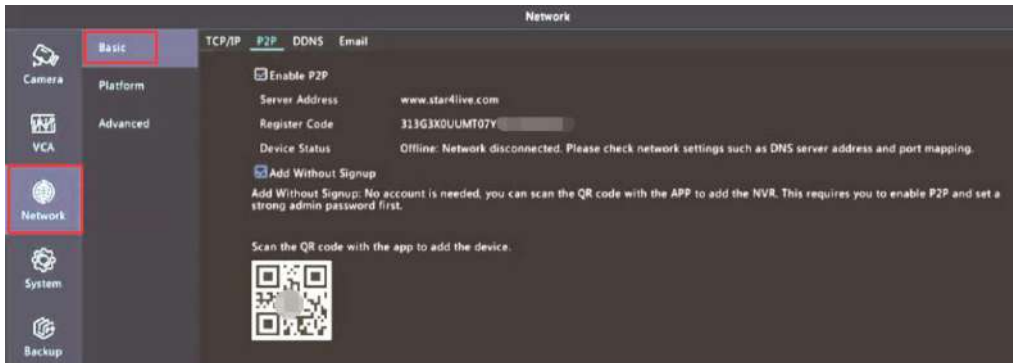 Network
Camera
VCA
Network
System
Backup
Basic
Platform
Advanced
TCP/IP P2P DDNS Email
Enable P2P
Server Address www.star4live.com
Register Code 313G3X0UUMT07Y
Device Status Offline: Network disconnected. Please check network settings such as DNS server address and port mapping.
Add Without Signup
Add Without Signup: No account is needed, you can scan the QR code with the APP to add the NVR. This requires you to enable P2P and set a
strong admin password first.
Scan the QR code with the app to add the device.